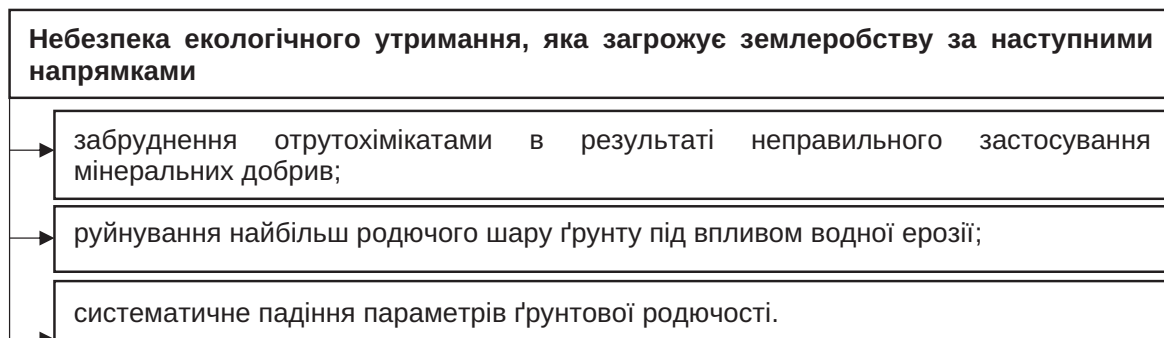 Небезпека екологічного утримання, яка загрожує землеробству за наступними
напрямками
забруднення отрутохімікатами в результаті неправильного застосування
мінеральних добрив;
руйнування найбільш родючого шару ґрунту під впливом водної ерозії;
систематичне падіння параметрів ґрунтової родючості.